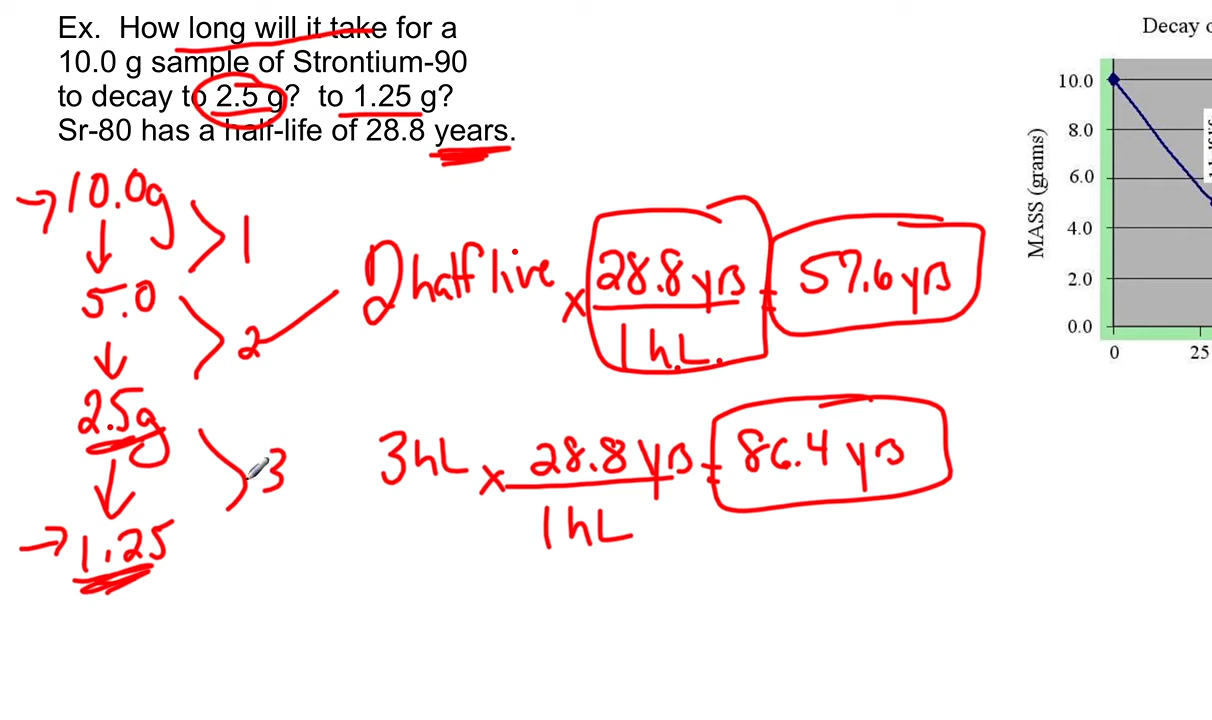 Ex. How long will it take for a
10.0 g sample of Strontium-90
to decay to 2.5 g? to 1.25 g?
Sr-80 has a half-life of 28.8 years.
10.0g
1
5.0
2
2.5g
3
1.25
2 half live x 28.8 yrs = 57.6 yrs
1 h.L.
3 hL x 28.8 yrs = 86.4 yrs
1 hL
Decay
MASS (grams)
10.0
8.0
6.0
4.0
2.0
0.0
0 25